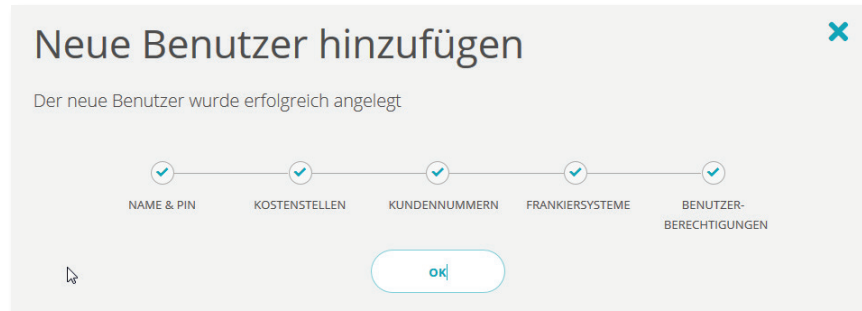 Neue Benutzer hinzufügen
Der neue Benutzer wurde erfolgreich angelegt
NAME & PIN KOSTENSTELLEN KUNDENNUMMERN FRANKIERSYSTEME BENUTZER-
BERECHTIGUNGEN
OK